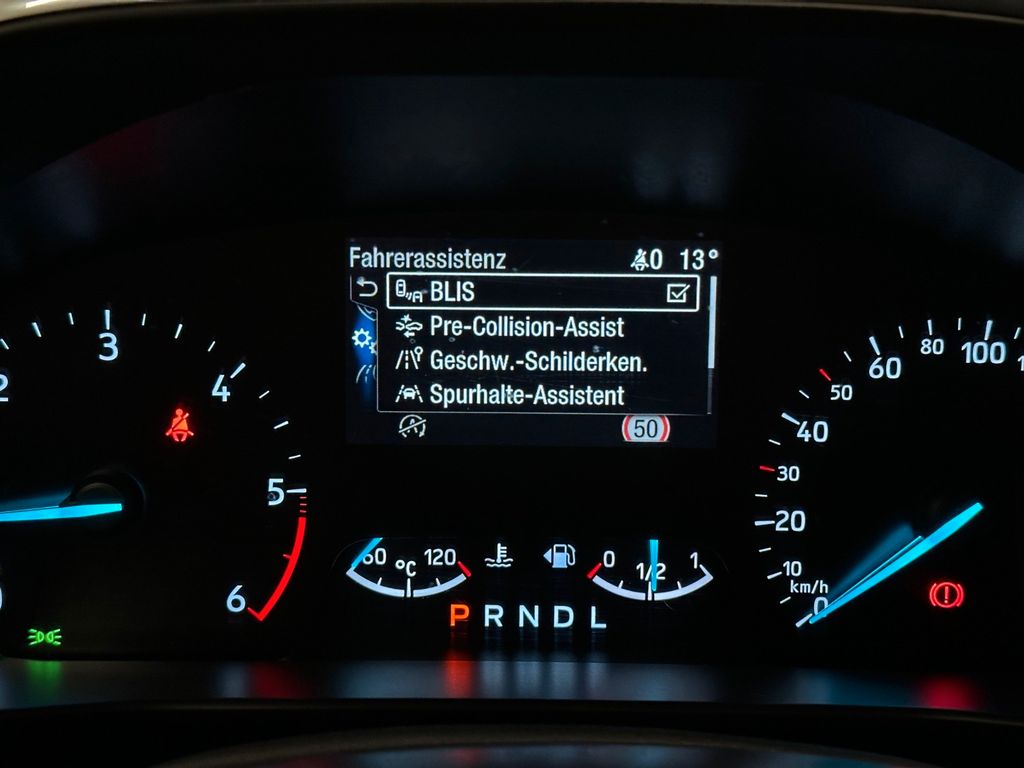 Fahrerassistenz 0 13°
BLIS
Pre-Collision-Assist
Geschw.-Schilderken.
Spurhalte-Assistent
50
2 3 4 5 6
60 °C 120
0 1/2 1
P R N D L
0 10 20 30 40 50 60 80 100
km/h